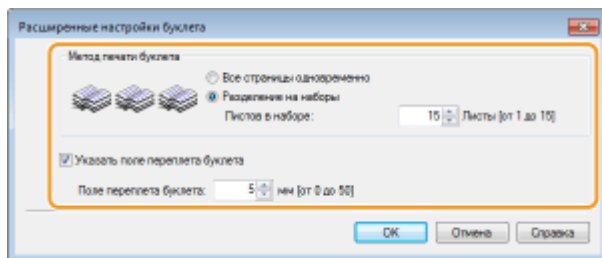 Расширенные настройки буклета
Метод печати буклета
Все страницы одновременно
Разделение на наборы
Листов в наборе: 15 Листы [от 1 до 15]
Указать поле переплета буклета
Поле переплета буклета: 5 мм [от 0 до 50]
OK Отмена Справка